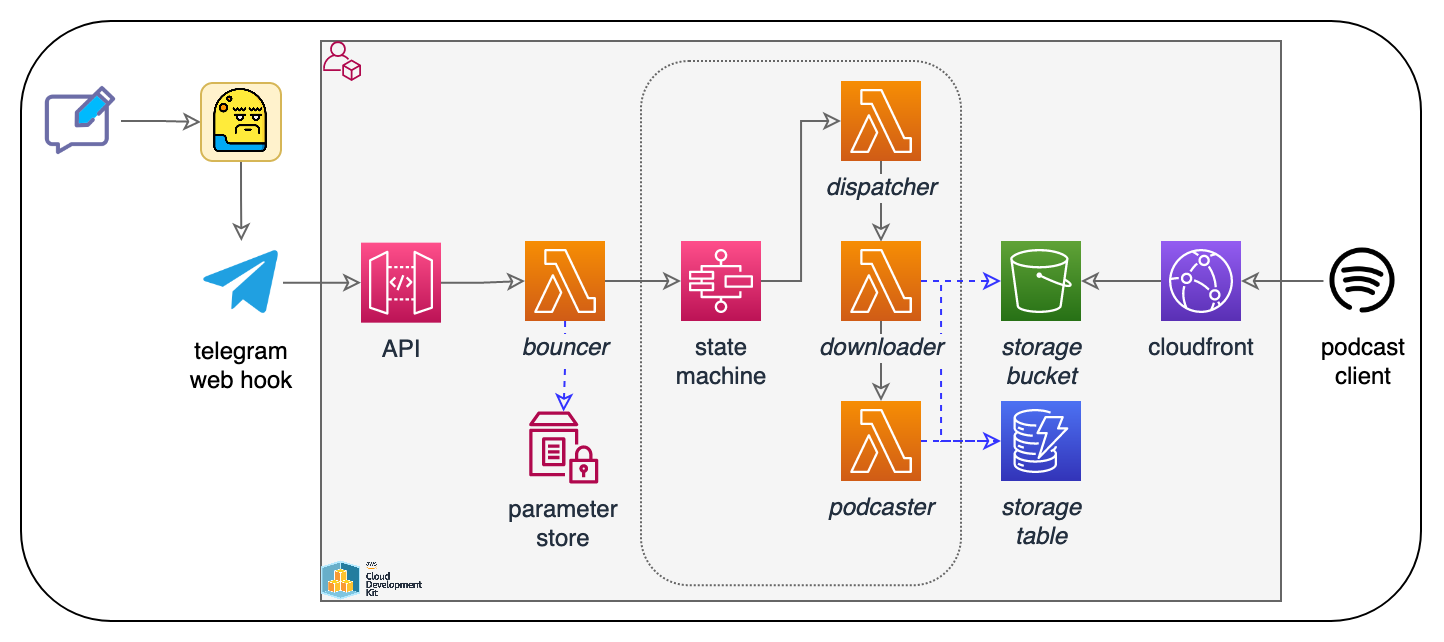 dispatcher
telegram
web hook
API
bouncer
state
machine
downloader
storage
bucket
cloudfront
podcast
client
parameter
store
podcaster
storage
table
aws
Cloud
Development
Kit